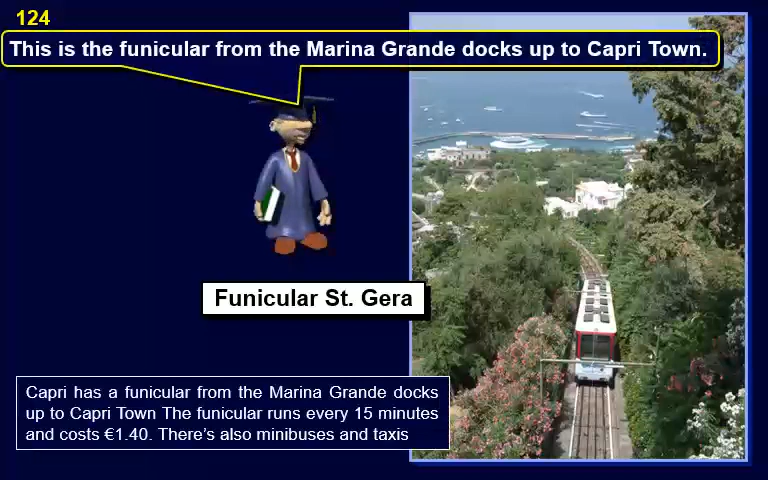 124
This is the funicular from the Marina Grande docks up to Capri Town.
Funicular St. Gera
Capri has a funicular from the Marina Grande docks
up to Capri Town The funicular runs every 15 minutes
and costs €1.40. There's also minibuses and taxis